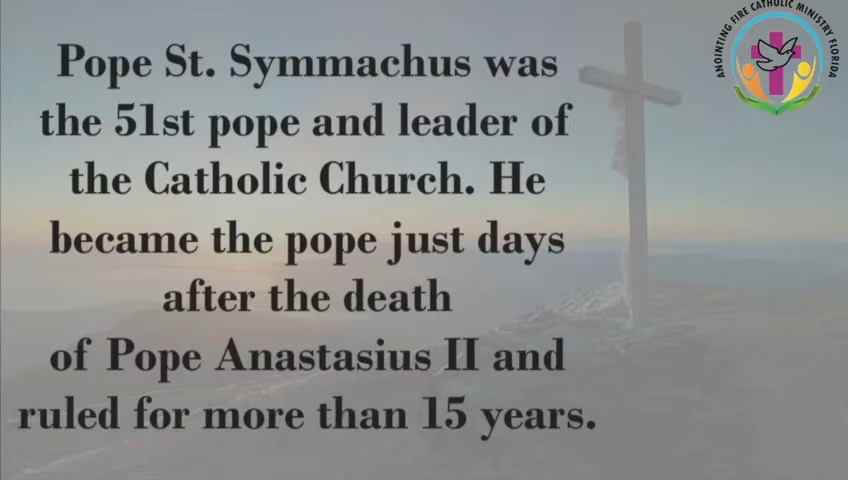 Pope St. Symmachus was
the 51st pope and leader of
the Catholic Church. He
became the pope just days
after the death
of Pope Anastasius II and
ruled for more than 15 years.
ANOINTING FIRE CATHOLIC MINISTRY FLORIDA